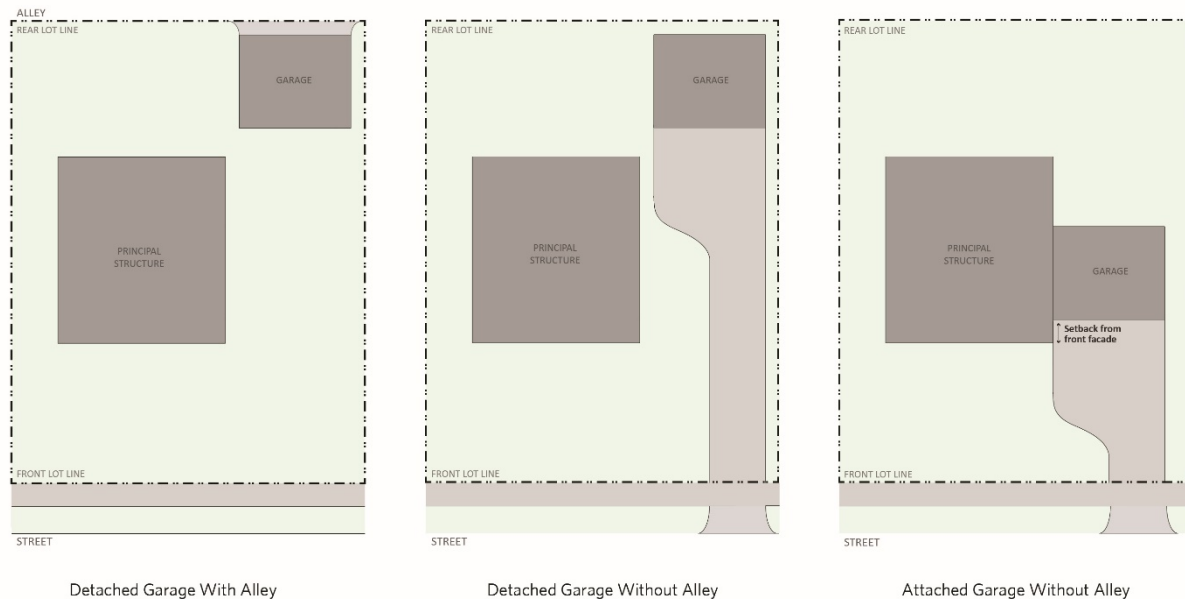 ALLEY
REAR LOT LINE
GARAGE
PRINCIPAL
STRUCTURE
FRONT LOT LINE
STREET
Detached Garage With Alley
REAR LOT LINE
GARAGE
PRINCIPAL
STRUCTURE
FRONT LOT LINE
STREET
Detached Garage Without Alley
REAR LOT LINE
PRINCIPAL
STRUCTURE
GARAGE
Setback from
front facade
FRONT LOT LINE
STREET
Attached Garage Without Alley